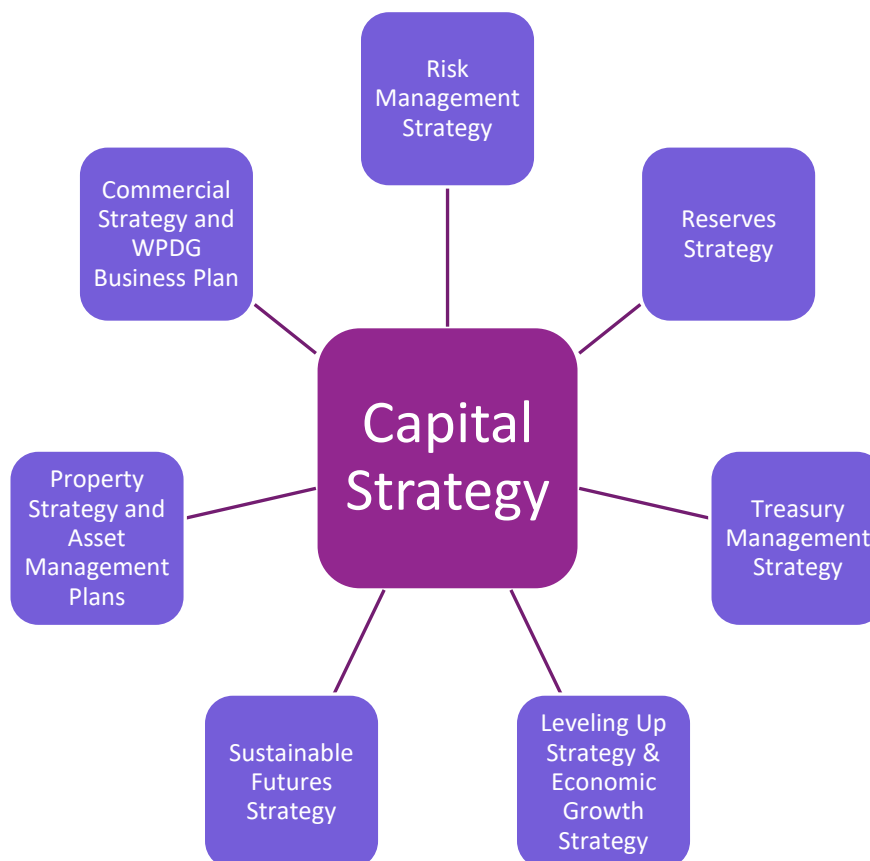 Risk
Management
Strategy
Commercial
Strategy and
WPDG
Business Plan
Reserves
Strategy
Capital
Strategy
Property
Strategy and
Asset
Management
Plans
Treasury
Management
Strategy
Sustainable
Futures
Strategy
Leveling Up
Strategy &
Economic
Growth
Strategy